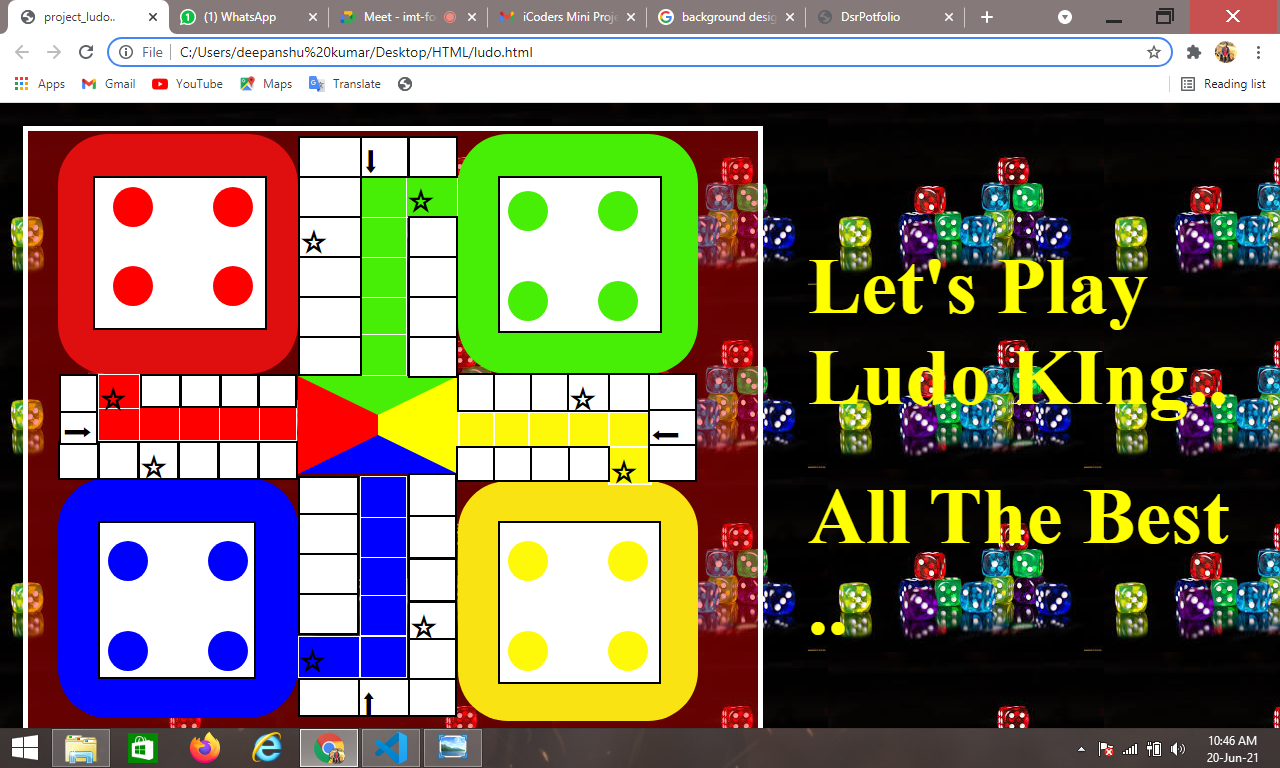 project_ludo..
(1) WhatsApp
Meet - imt-fo
iCoders Mini Proje
background desig
DsrPotfolio
File
C:/Users/deepanshu%20kumar/Desktop/HTML/ludo.html
Apps
Gmail
YouTube
Maps
Translate
Reading list
Let's Play
Ludo KIng..
All The Best
..
10:46 AM
20-Jun-21